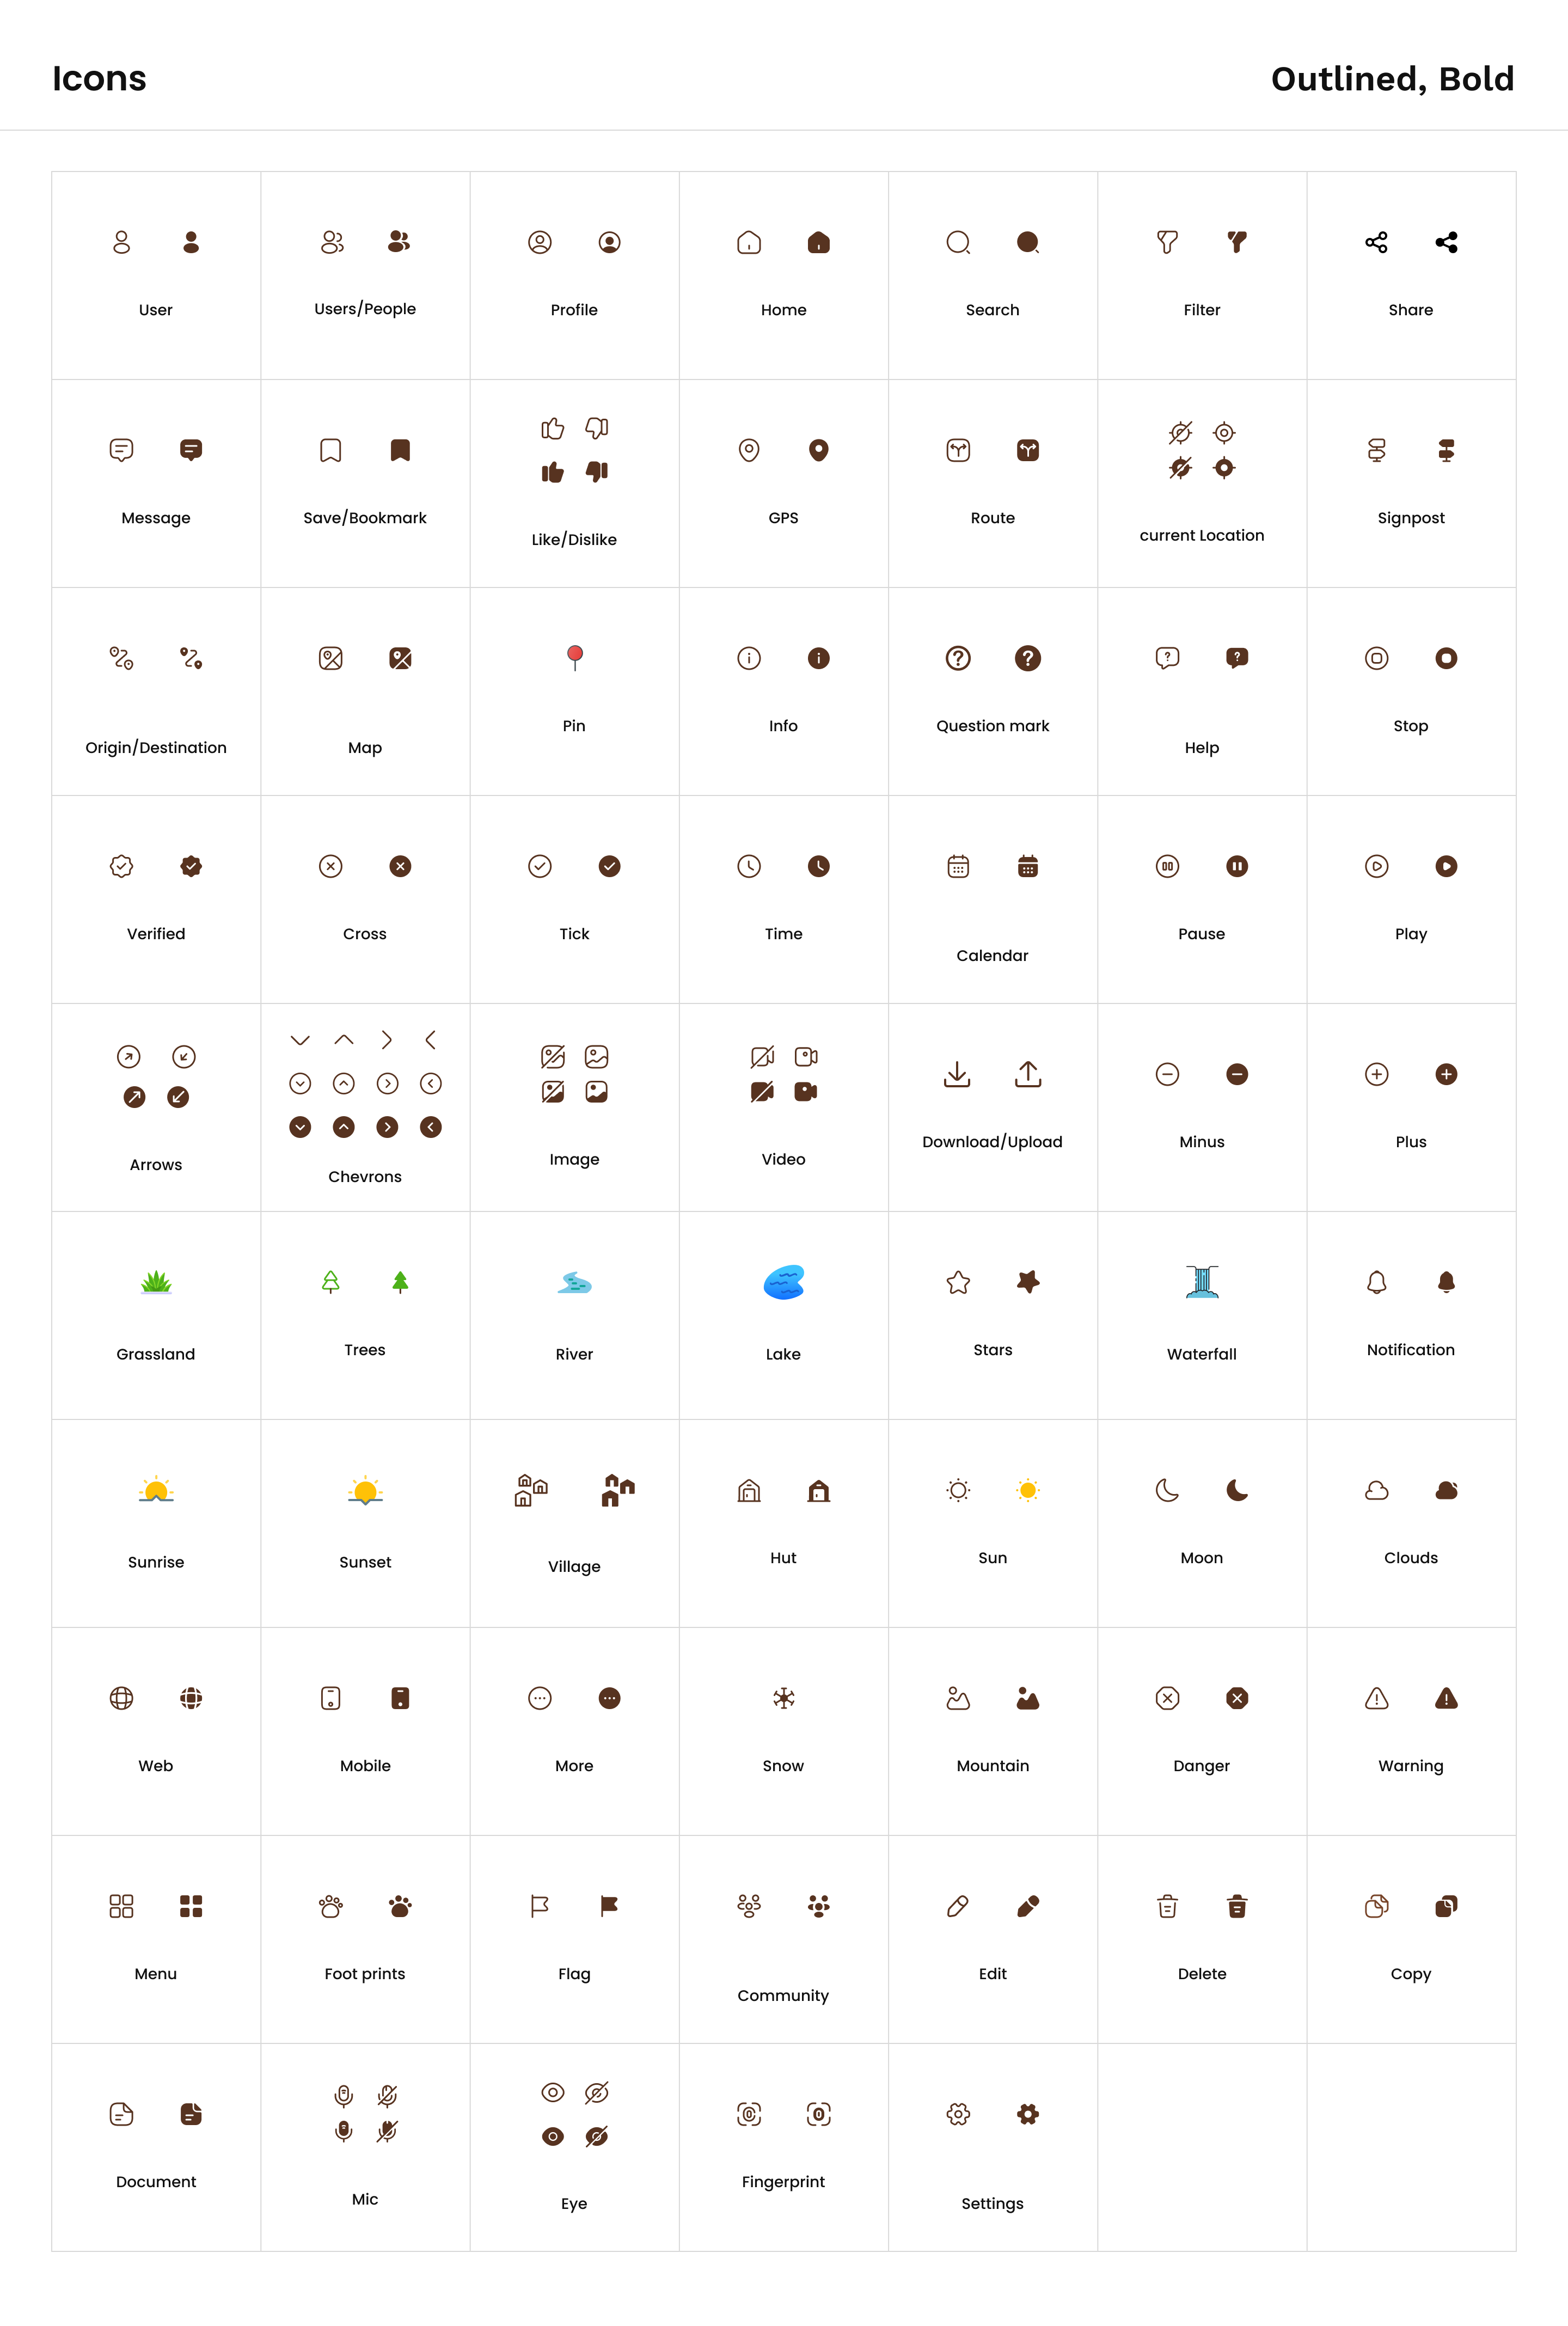 Icons
Outlined, Bold
User
Users/People
Profile
Home
Search
Filter
Share
Message
Save/Bookmark
Like/Dislike
GPS
Route
current Location
Signpost
Origin/Destination
Map
Pin
Info
Question mark
Help
Stop
Verified
Cross
Tick
Time
Calendar
Pause
Play
Arrows
Chevrons
Image
Video
Download/Upload
Minus
Plus
Grassland
Trees
River
Lake
Stars
Waterfall
Notification
Sunrise
Sunset
Village
Hut
Sun
Moon
Clouds
Web
Mobile
More
Snow
Mountain
Danger
Warning
Menu
Foot prints
Flag
Community
Edit
Delete
Copy
Document
Mic
Eye
Fingerprint
Settings